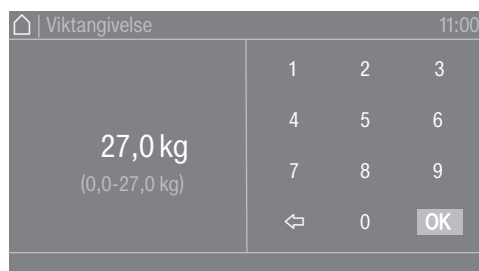 | Viktangivelse 11:00
27,0 kg
(0,0-27,0 kg)
1 2 3
4 5 6
7 8 9
0 OK